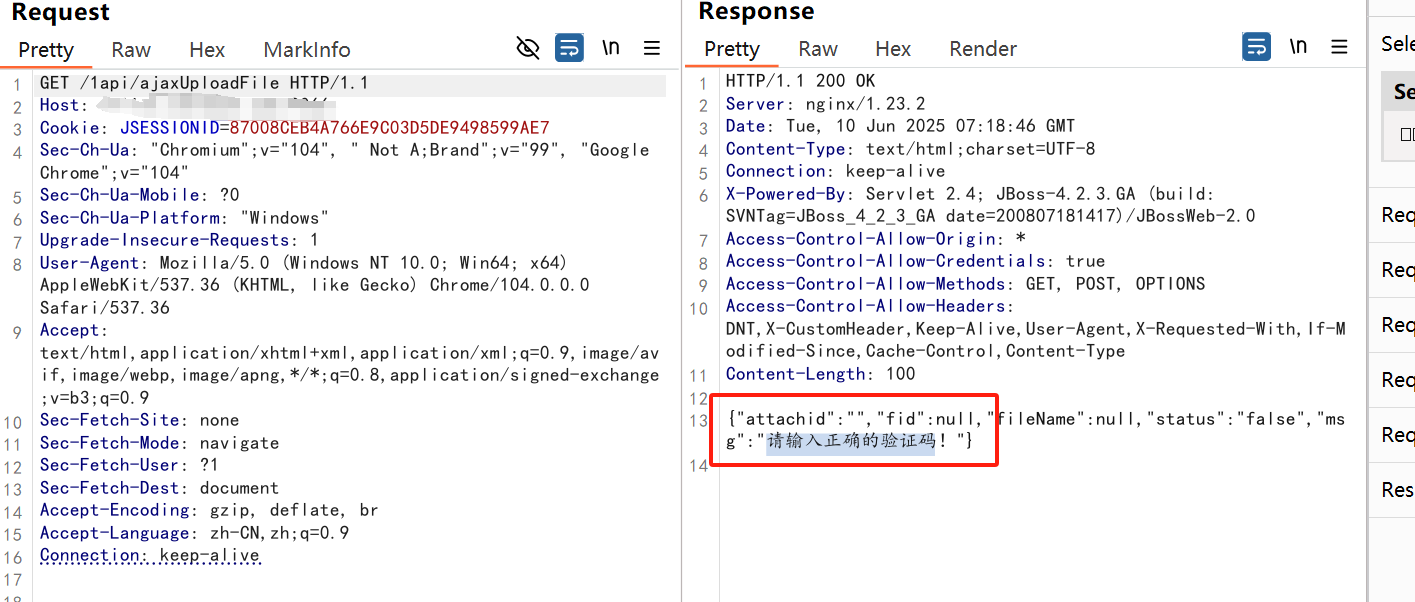 Request
Pretty Raw Hex MarkInfo \n
1 GET /1api/ajaxUploadFile HTTP/1.1
2 Host:
3 Cookie: JSESSIONID=87008CEB4A766E9C03D5DE9498599AE7
4 Sec-Ch-Ua: "Chromium";v="104", " Not A;Brand";v="99", "Google
Chrome";v="104"
5 Sec-Ch-Ua-Mobile: ?0
6 Sec-Ch-Ua-Platform: "Windows"
7 Upgrade-Insecure-Requests: 1
8 User-Agent: Mozilla/5.0 (Windows NT 10.0; Win64; x64)
AppleWebKit/537.36 (KHTML, like Gecko) Chrome/104.0.0.0
Safari/537.36
9 Accept:
text/html,application/xhtml+xml,application/xml;q=0.9,image/av
if,image/webp,image/apng,*/*;q=0.8,application/signed-exchange
;v=b3;q=0.9
10 Sec-Fetch-Site: none
11 Sec-Fetch-Mode: navigate
12 Sec-Fetch-User: ?1
13 Sec-Fetch-Dest: document
14 Accept-Encoding: gzip, deflate, br
15 Accept-Language: zh-CN,zh;q=0.9
16 Connection: keep-alive
17
18
Response
Pretty Raw Hex Render \n
1 HTTP/1.1 200 OK
2 Server: nginx/1.23.2
3 Date: Tue, 10 Jun 2025 07:18:46 GMT
4 Content-Type: text/html;charset=UTF-8
5 Connection: keep-alive
6 X-Powered-By: Servlet 2.4; JBoss-4.2.3.GA (build:
SVNTag=JBoss_4_2_3_GA date=200807181417)/JBossWeb-2.0
7 Access-Control-Allow-Origin: *
8 Access-Control-Allow-Credentials: true
9 Access-Control-Allow-Methods: GET, POST, OPTIONS
10 Access-Control-Allow-Headers:
DNT,X-CustomHeader,Keep-Alive,User-Agent,X-Requested-With,If-M
odified-Since,Cache-Control,Content-Type
11 Content-Length: 100
12
13 {"attachid":"","fid":null,"fileName":null,"status":"false","ms
g":"请输入正确的验证码!"}
14
Sele
Se
Req
Req
Req
Req
Req
Res